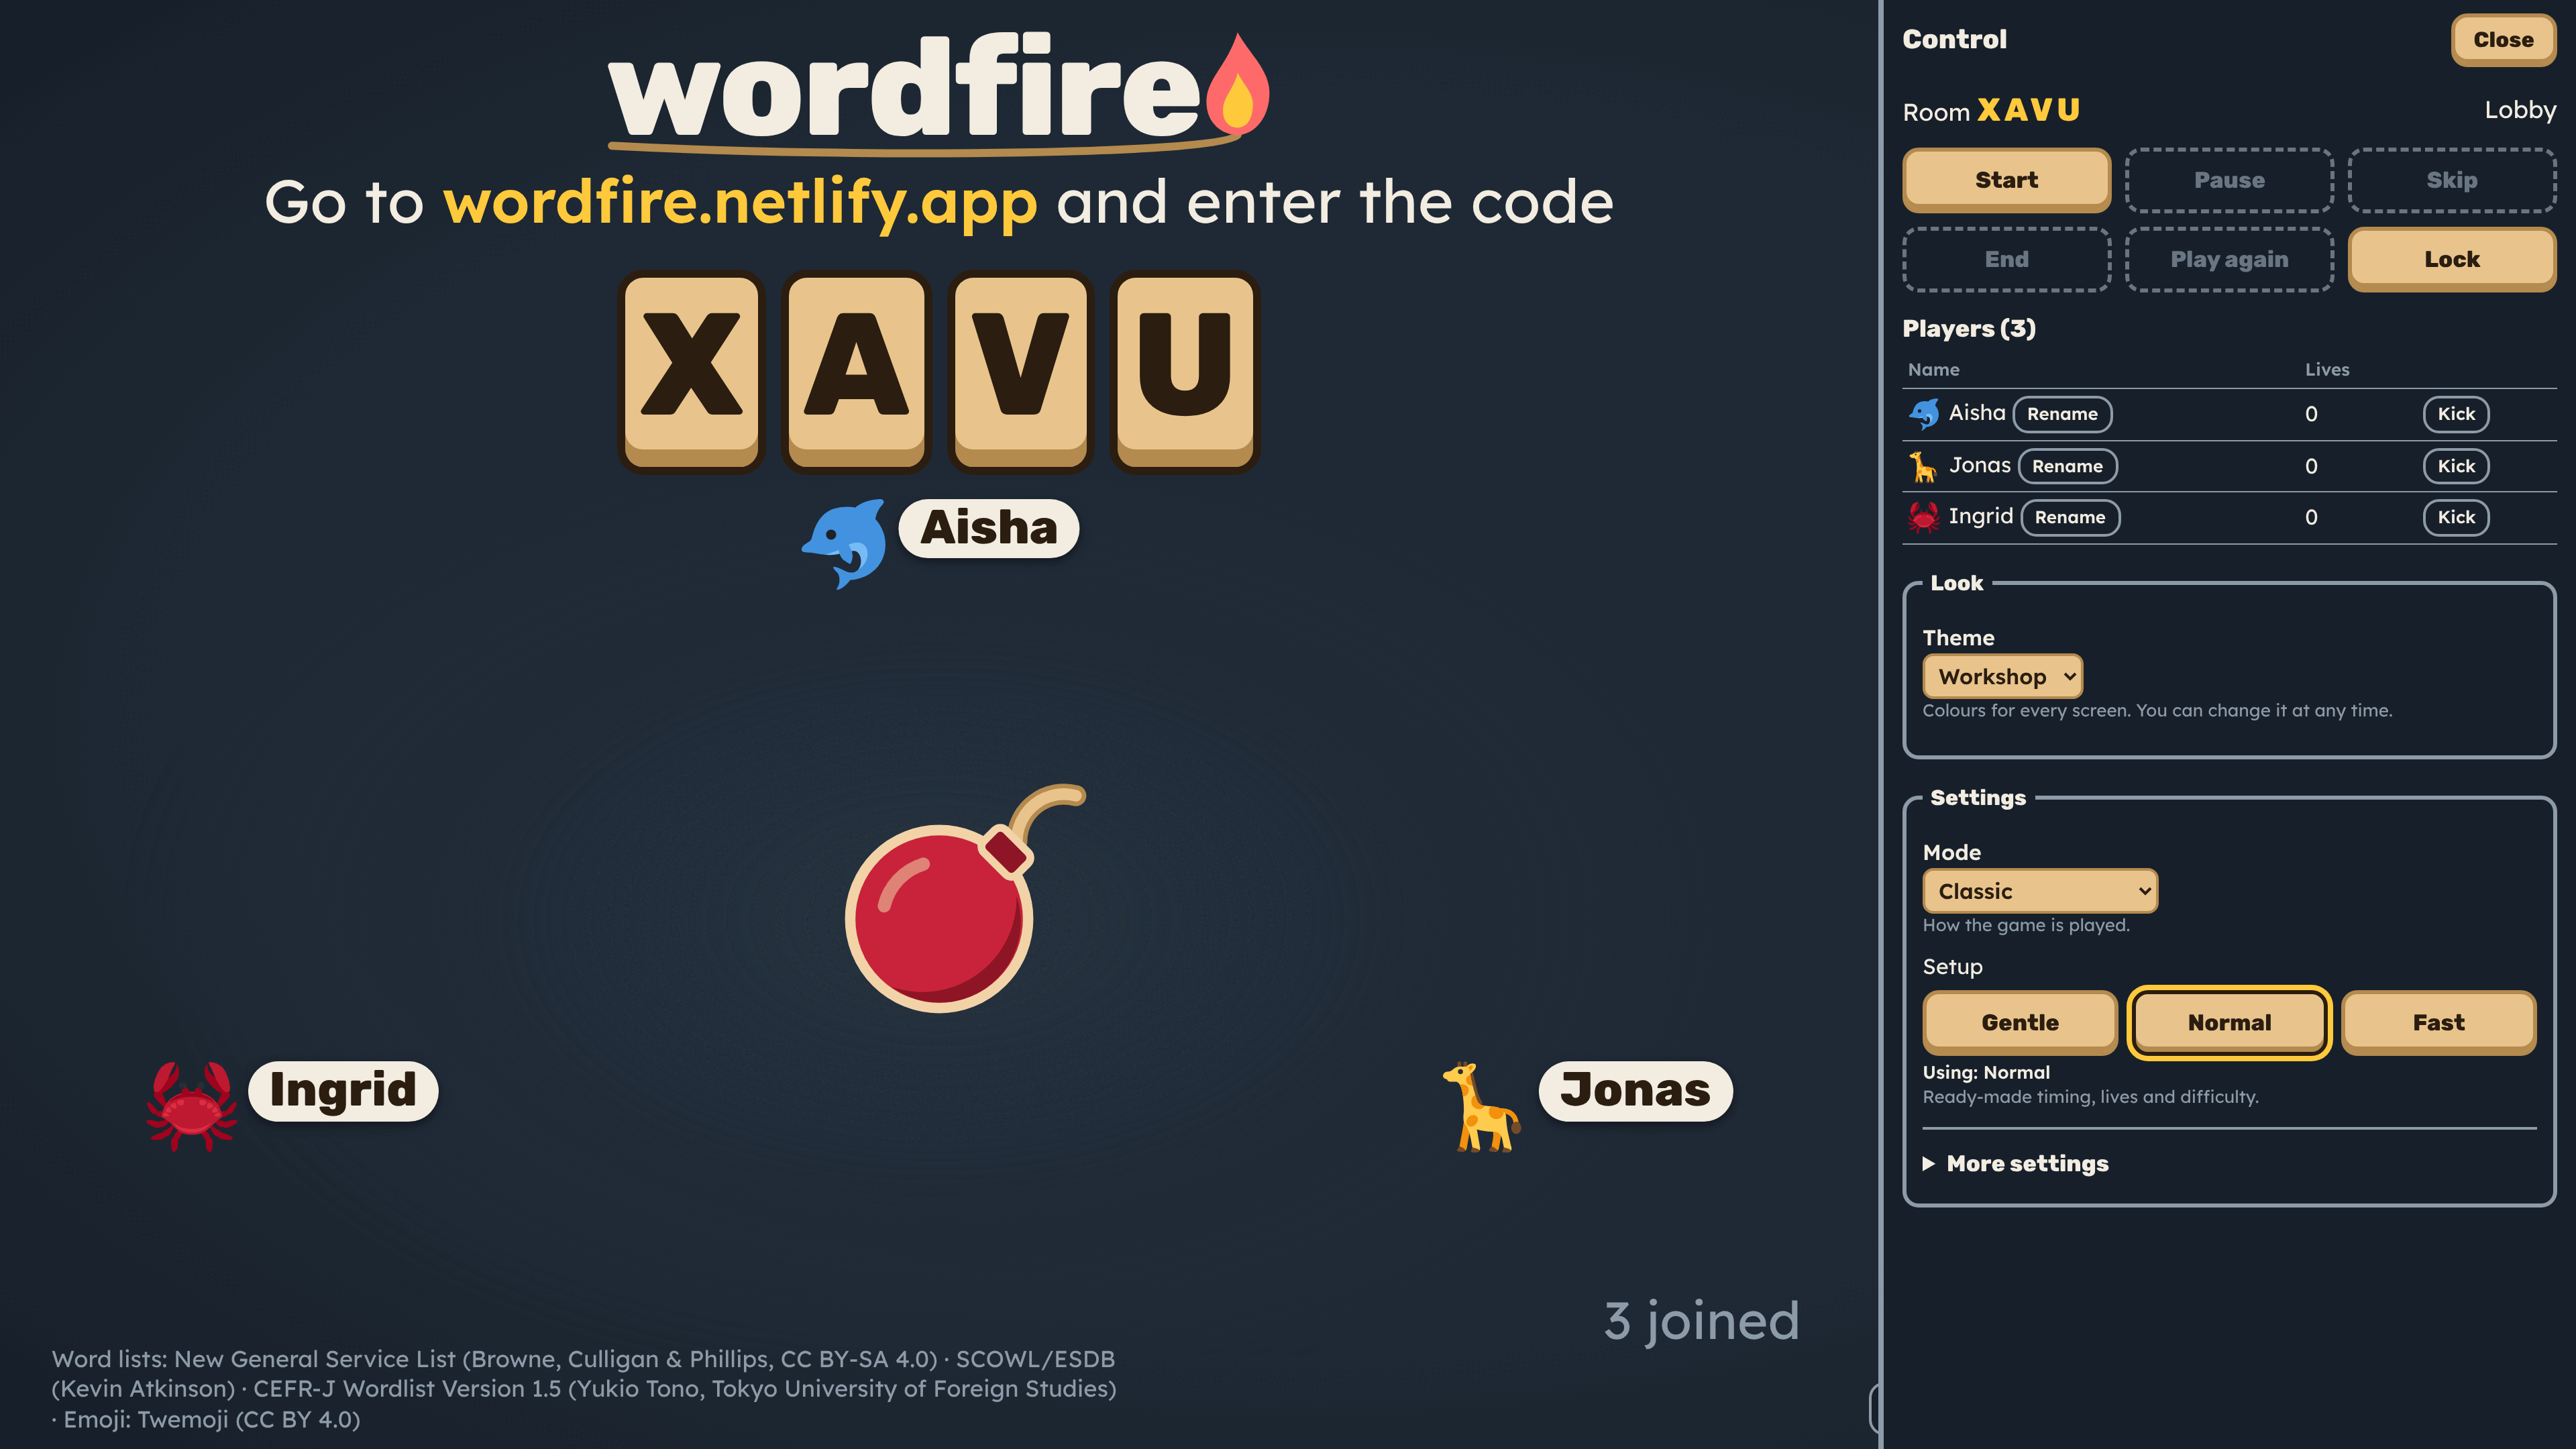 wordfire
Go to wordfire.netlify.app and enter the code
X A V U
Aisha
Ingrid
Jonas
3 joined
Word lists: New General Service List (Browne, Culligan & Phillips, CC BY-SA 4.0) · SCOWL/ESDB
(Kevin Atkinson) · CEFR-J Wordlist Version 1.5 (Yukio Tono, Tokyo University of Foreign Studies)
· Emoji: Twemoji (CC BY 4.0)
Control Close
Room XAVU Lobby
Start Pause Skip
End Play again Lock
Players (3)
Name Lives
Aisha Rename 0 Kick
Jonas Rename 0 Kick
Ingrid Rename 0 Kick
Look
Theme
Workshop
Colours for every screen. You can change it at any time.
Settings
Mode
Classic
How the game is played.
Setup
Gentle Normal Fast
Using: Normal
Ready-made timing, lives and difficulty.
More settings